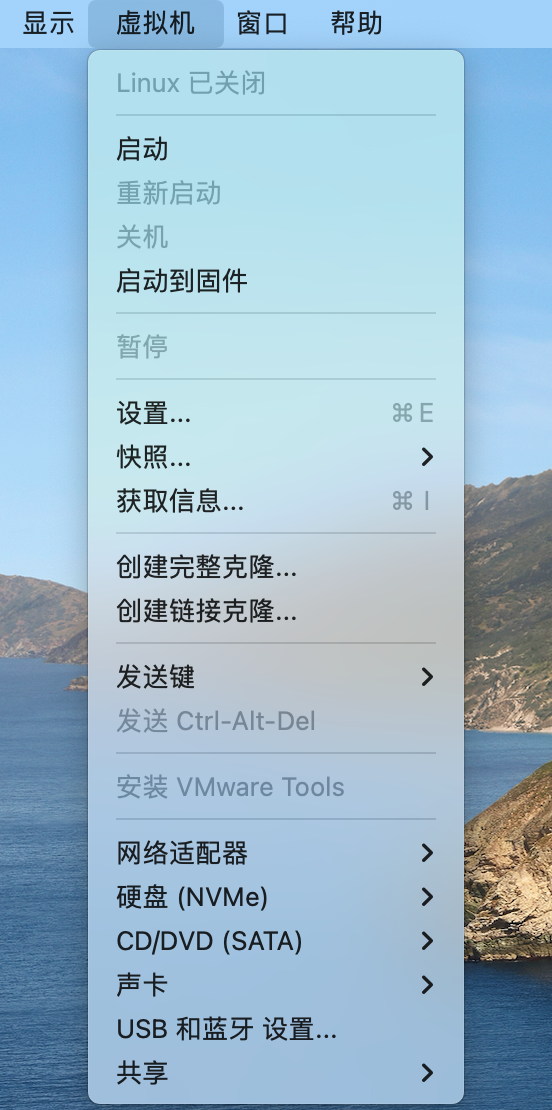 显示 虚拟机 窗口 帮助
Linux 已关闭
启动
重新启动
关机
启动到固件
暂停
设置... ⌘ E
快照...
获取信息... ⌘ I
创建完整克隆...
创建链接克隆...
发送键
发送 Ctrl-Alt-Del
安装 VMware Tools
网络适配器
硬盘 (NVMe)
CD/DVD (SATA)
声卡
USB 和蓝牙 设置...
共享